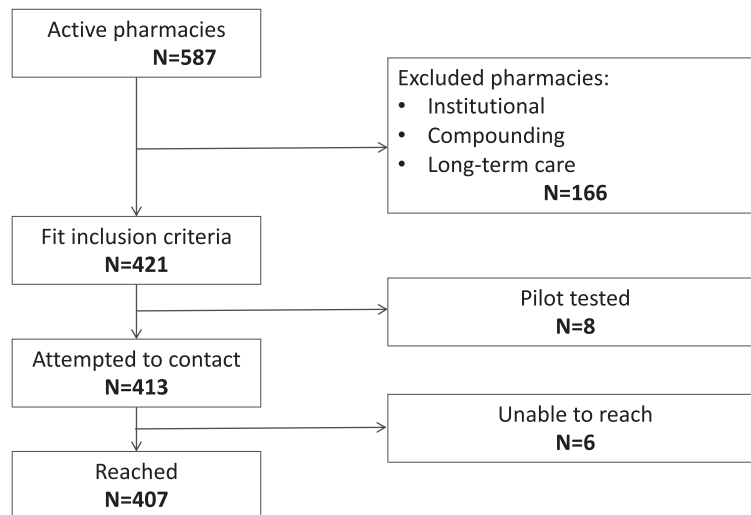 Active pharmacies
N=587
Excluded pharmacies:
• Institutional
• Compounding
• Long-term care
N=166
Fit inclusion criteria
N=421
Pilot tested
N=8
Attempted to contact
N=413
Unable to reach
N=6
Reached
N=407